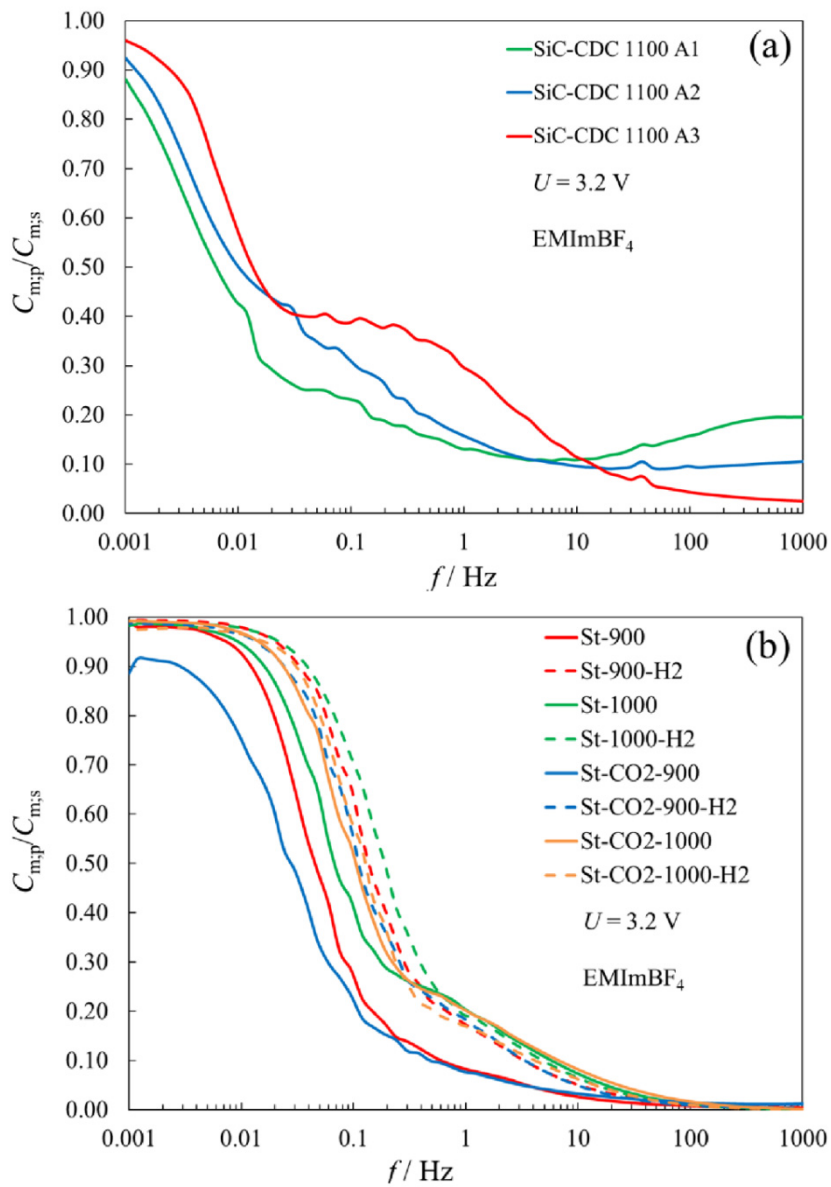 (a)
SiC-CDC 1100 A1
SiC-CDC 1100 A2
SiC-CDC 1100 A3
U = 3.2 V
EMImBF₄
Cm;p/Cm;s
1.00
0.90
0.80
0.70
0.60
0.50
0.40
0.30
0.20
0.10
0.00
0.001 0.01 0.1 1 10 100 1000
f / Hz
(b)
St-900
St-900-H2
St-1000
St-1000-H2
St-CO2-900
St-CO2-900-H2
St-CO2-1000
St-CO2-1000-H2
U = 3.2 V
EMImBF₄
Cm;p/Cm;s
1.00
0.90
0.80
0.70
0.60
0.50
0.40
0.30
0.20
0.10
0.00
0.001 0.01 0.1 1 10 100 1000
f / Hz